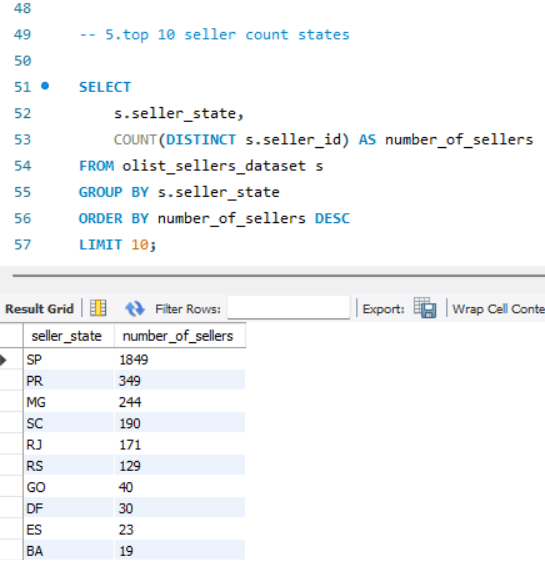 48
49 -- 5.top 10 seller count states
50
51 SELECT
52 s.seller_state,
53 COUNT(DISTINCT s.seller_id) AS number_of_sellers
54 FROM olist_sellers_dataset s
55 GROUP BY s.seller_state
56 ORDER BY number_of_sellers DESC
57 LIMIT 10;
Result Grid Filter Rows: Export: Wrap Cell Conte
seller_state number_of_sellers
SP 1849
PR 349
MG 244
SC 190
RJ 171
RS 129
GO 40
DF 30
ES 23
BA 19